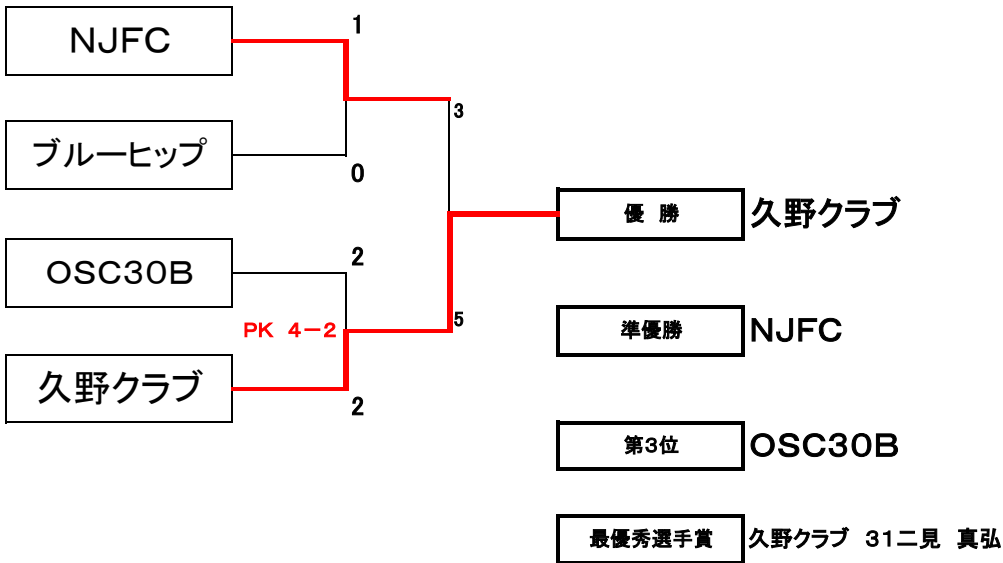 NJFC
1
3
ブルーヒップ
0
優 勝 久野クラブ
OSC30B
2
PK 4-2
5
準優勝 NJFC
久野クラブ
2
第3位 OSC30B
最優秀選手賞 久野クラブ 31二見 真弘